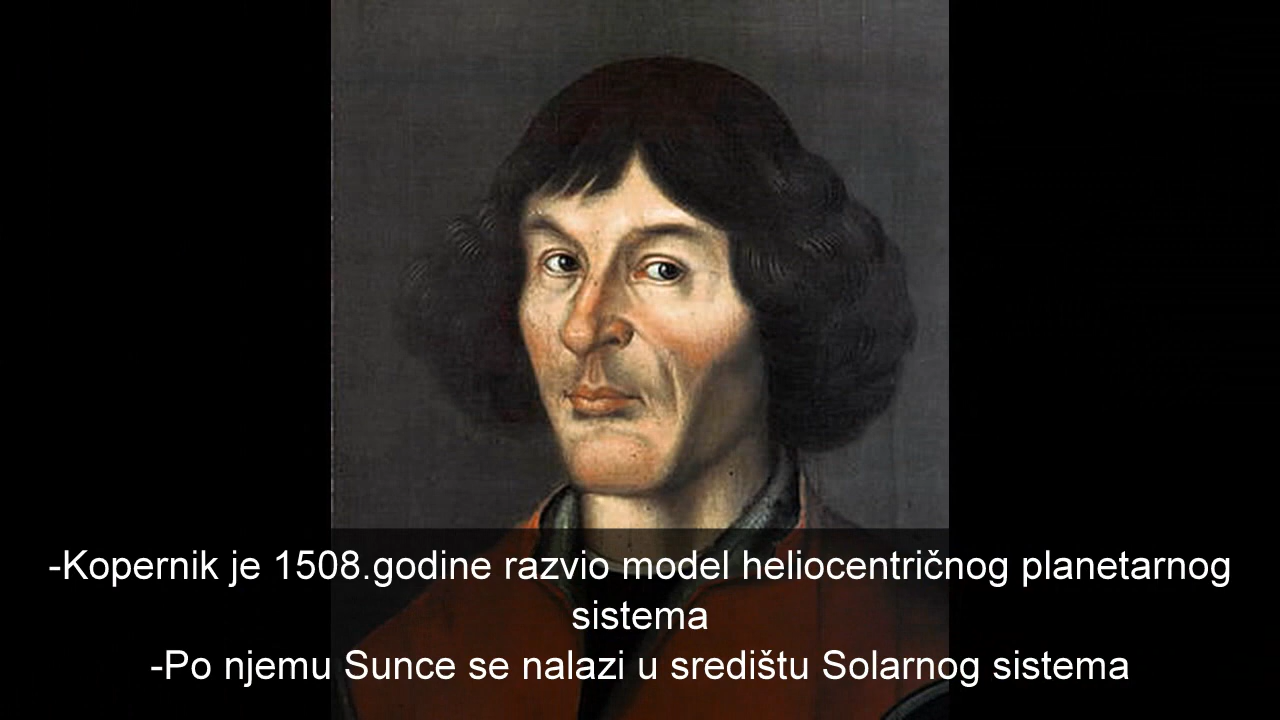 -Kopernik je 1508.godine razvio model heliocentričnog planetarnog
sistema
-Po njemu Sunce se nalazi u središtu Solarnog sistema